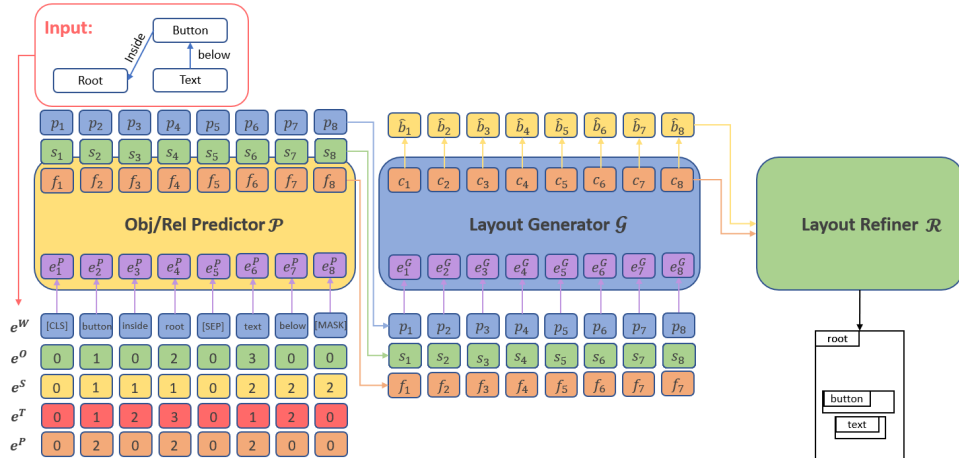 Input:
Button
Inside
below
Root
Text
p₁ p₂ p₃ p₄ p₅ p₆ p₇ p₈
s₁ s₂ s₃ s₄ s₅ s₆ s₇ s₈
f₁ f₂ f₃ f₄ f₅ f₆ f₇ f₈
Obj/Rel Predictor 𝒫
e₁ᴾ e₂ᴾ e₃ᴾ e₄ᴾ e₅ᴾ e₆ᴾ e₇ᴾ e₈ᴾ
eᵂ [CLS] button inside root [SEP] text below [MASK]
eᴼ 0 1 0 2 0 3 0 0
eˢ 0 1 1 1 0 2 2 2
eᵀ 0 1 2 3 0 1 2 0
eᴾ 0 2 0 2 0 2 0 0
b̂₁ b̂₂ b̂₃ b̂₄ b̂₅ b̂₆ b̂₇ b̂₈
c₁ c₂ c₃ c₄ c₅ c₆ c₇ c₈
Layout Generator 𝒢
e₁ᴳ e₂ᴳ e₃ᴳ e₄ᴳ e₅ᴳ e₆ᴳ e₇ᴳ e₈ᴳ
p₁ p₂ p₃ p₄ p₅ p₆ p₇ p₈
s₁ s₂ s₃ s₄ s₅ s₆ s₇ s₈
f₁ f₂ f₃ f₄ f₅ f₆ f₇ f₇
Layout Refiner ℛ
root
button
text